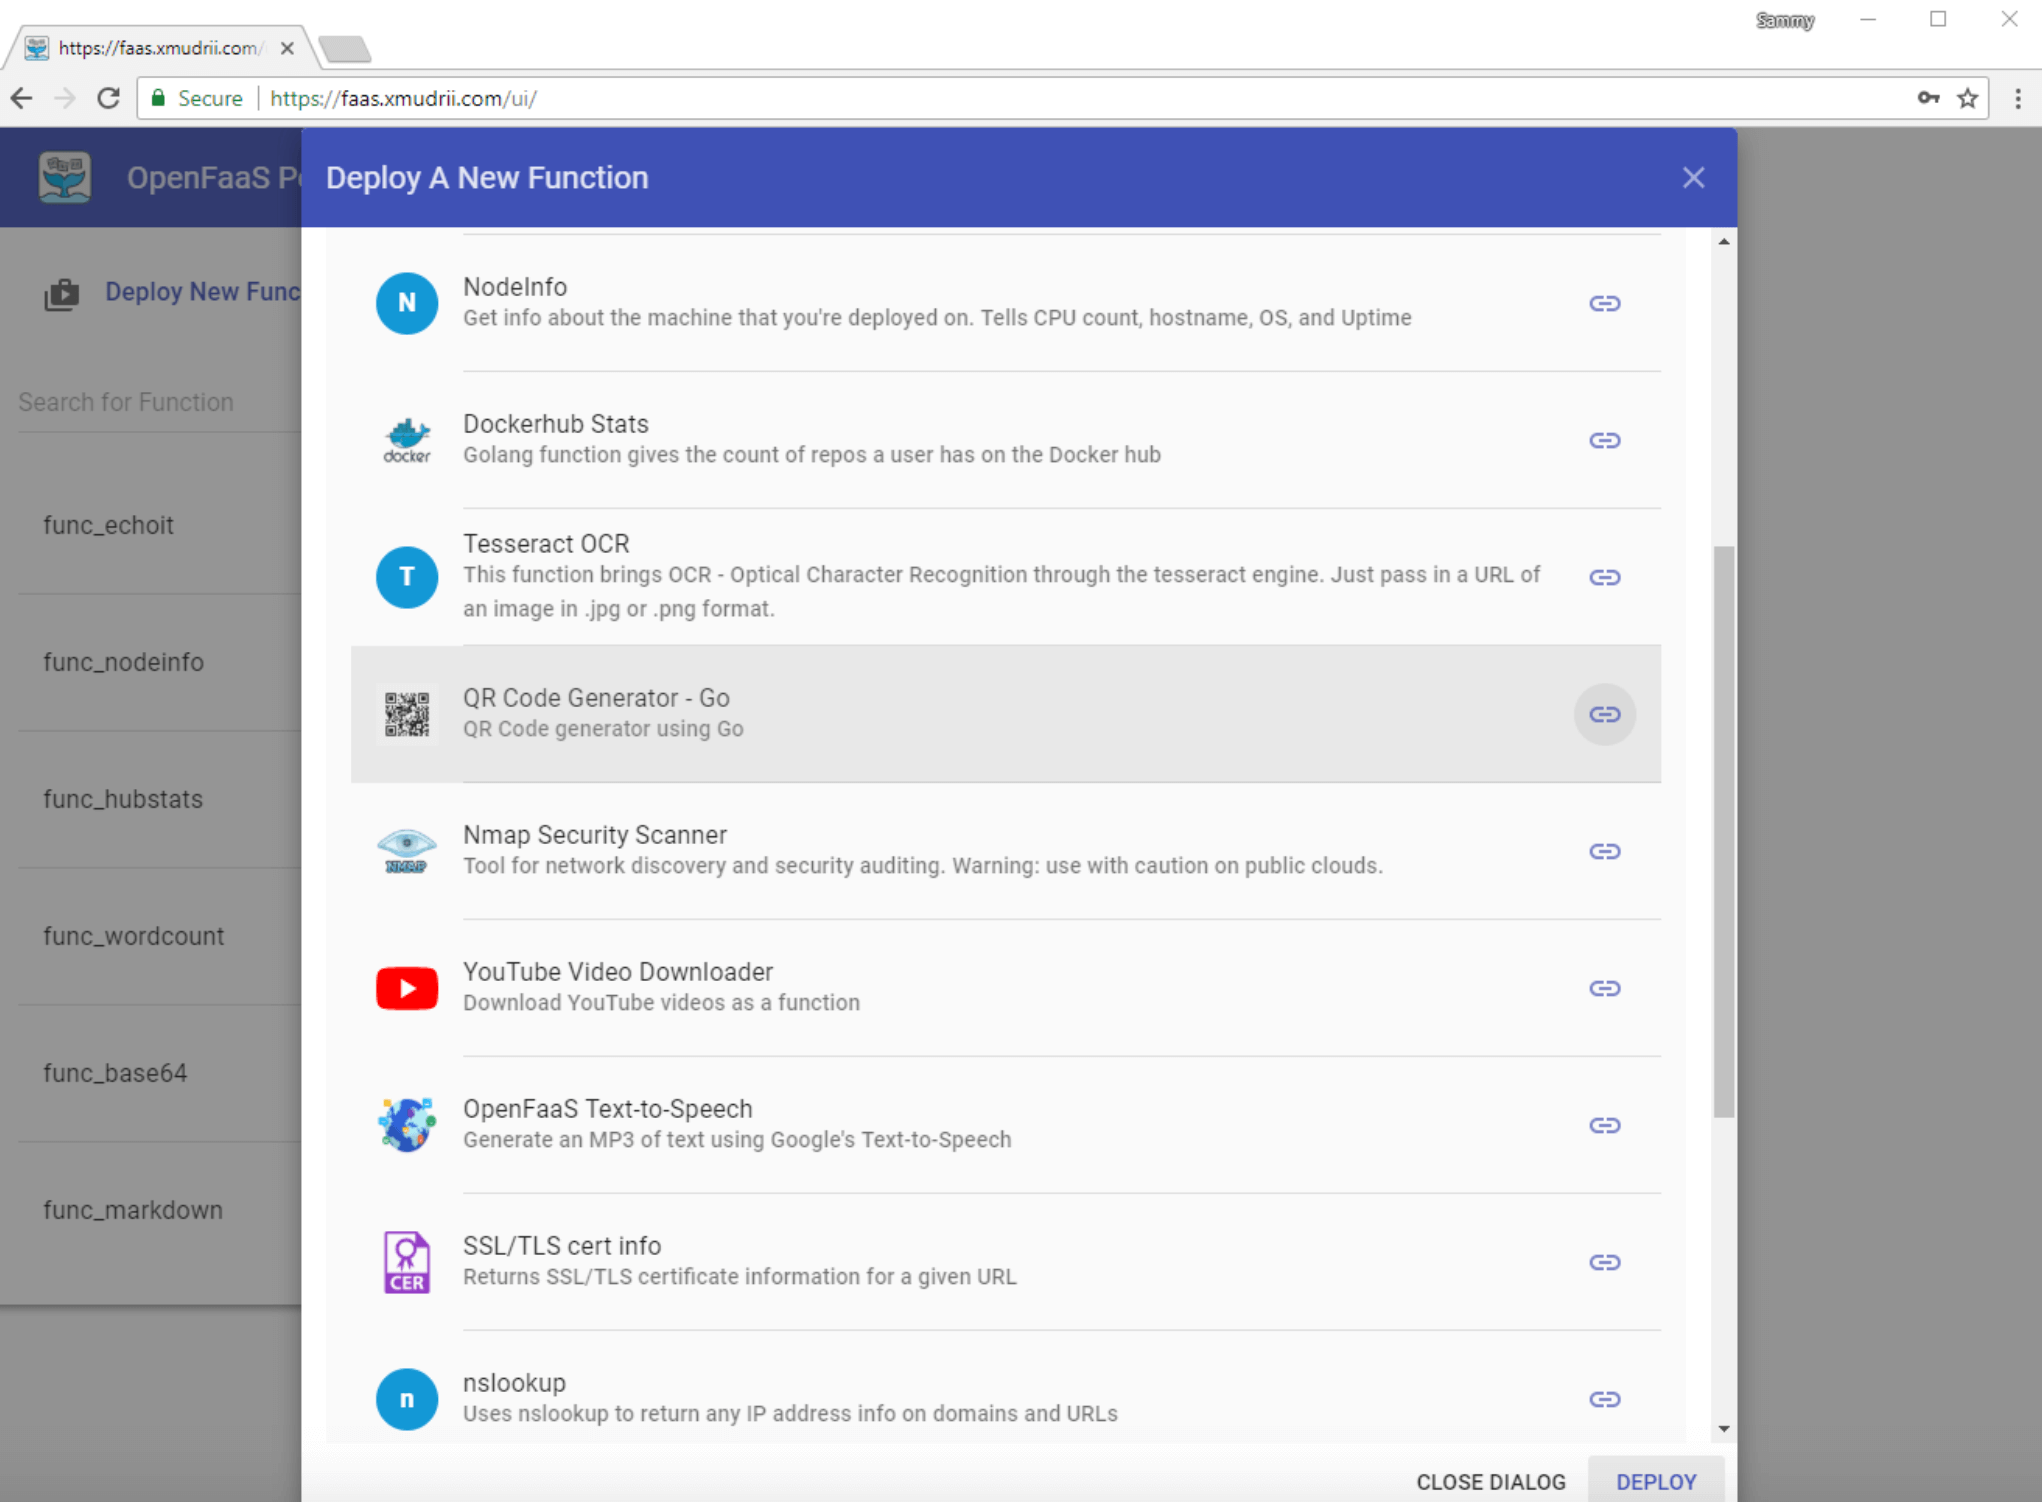 Sammy
https://faas.xmudrii.com/
Secure https://faas.xmudrii.com/ui/
OpenFaaS
Deploy A New Function
Deploy New Func
Search for Function
func_echoit
func_nodeinfo
func_hubstats
func_wordcount
func_base64
func_markdown
N
NodeInfo
Get info about the machine that you're deployed on. Tells CPU count, hostname, OS, and Uptime
docker
Dockerhub Stats
Golang function gives the count of repos a user has on the Docker hub
T
Tesseract OCR
This function brings OCR - Optical Character Recognition through the tesseract engine. Just pass in a URL of
an image in .jpg or .png format.
QR Code Generator - Go
QR Code generator using Go
NMAP
Nmap Security Scanner
Tool for network discovery and security auditing. Warning: use with caution on public clouds.
YouTube Video Downloader
Download YouTube videos as a function
OpenFaaS Text-to-Speech
Generate an MP3 of text using Google's Text-to-Speech
CER
SSL/TLS cert info
Returns SSL/TLS certificate information for a given URL
n
nslookup
Uses nslookup to return any IP address info on domains and URLs
CLOSE DIALOG DEPLOY